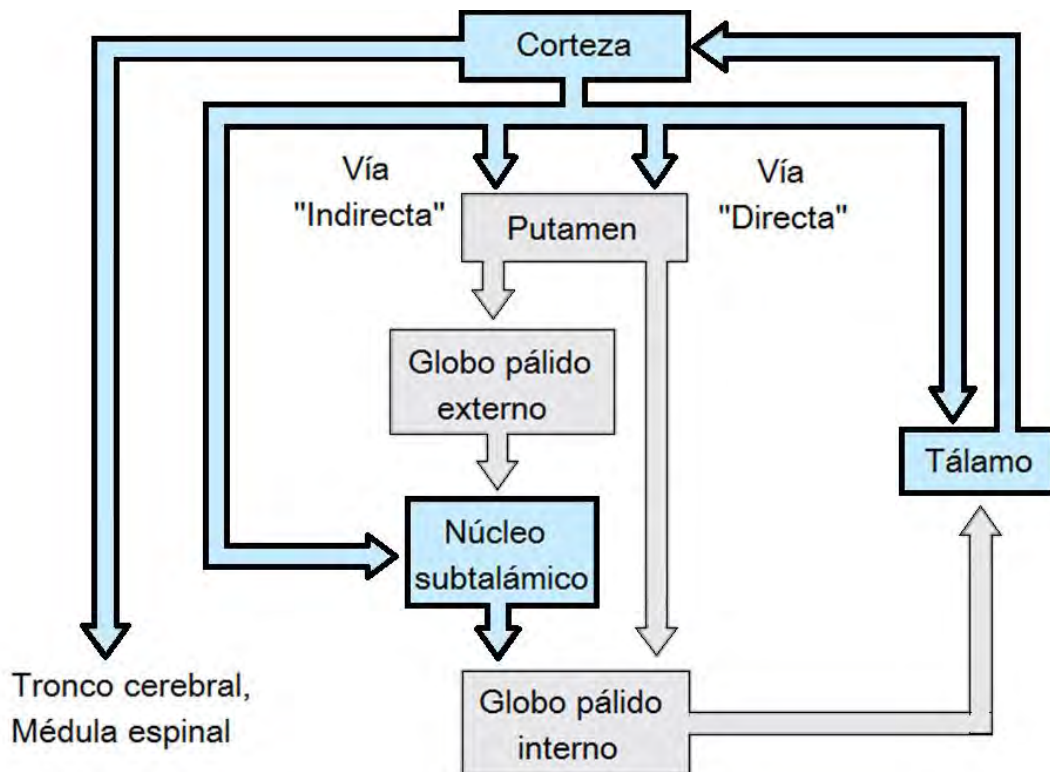 Corteza
Vía
"Indirecta"
Vía
"Directa"
Putamen
Globo pálido
externo
Tálamo
Núcleo
subtalámico
Tronco cerebral,
Médula espinal
Globo pálido
interno